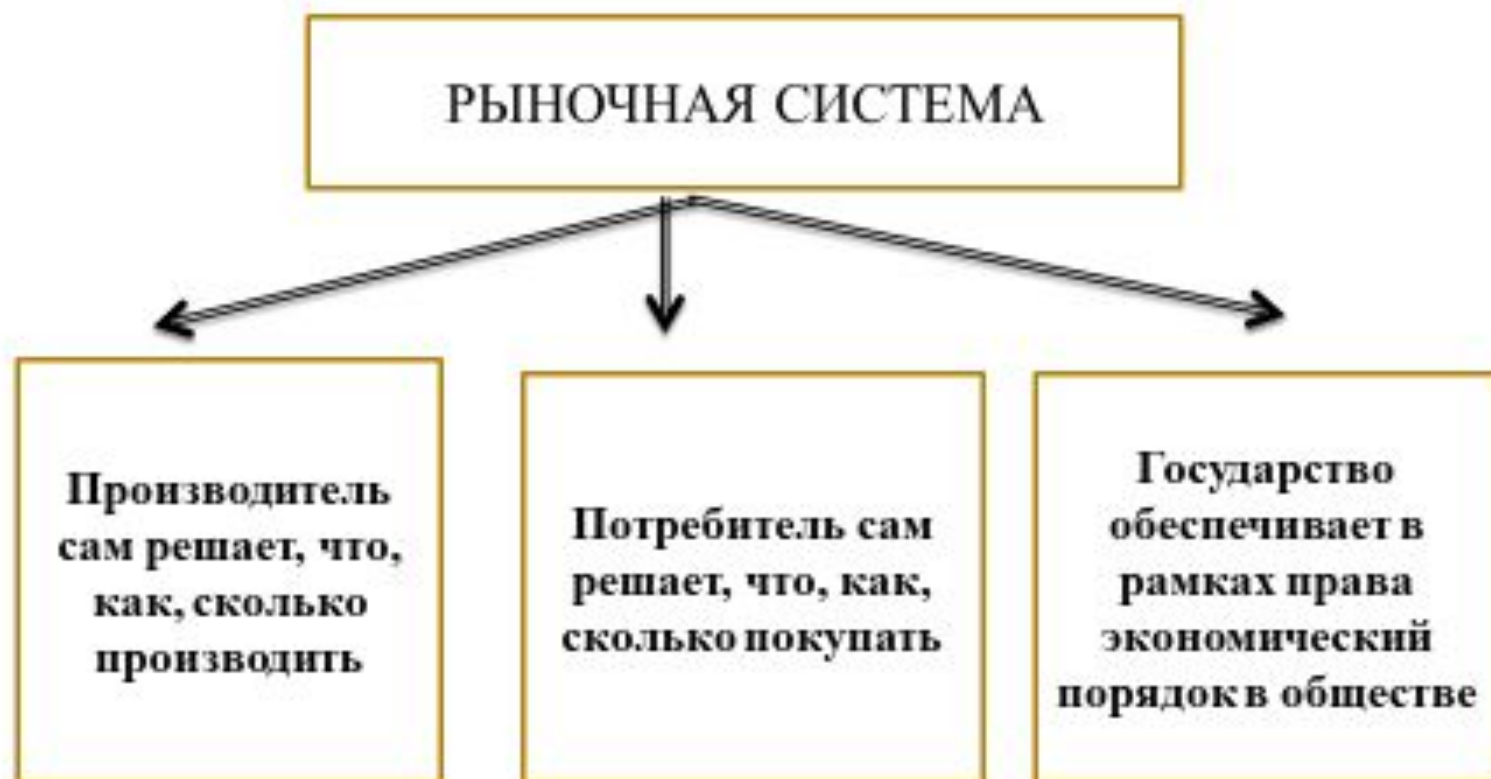 РЫНОЧНАЯ СИСТЕМА
Производитель
сам решает, что,
как, сколько
производить
Потребитель сам
решает, что, как,
сколько покупать
Государство
обеспечивает в
рамках права
экономический
порядок в обществе